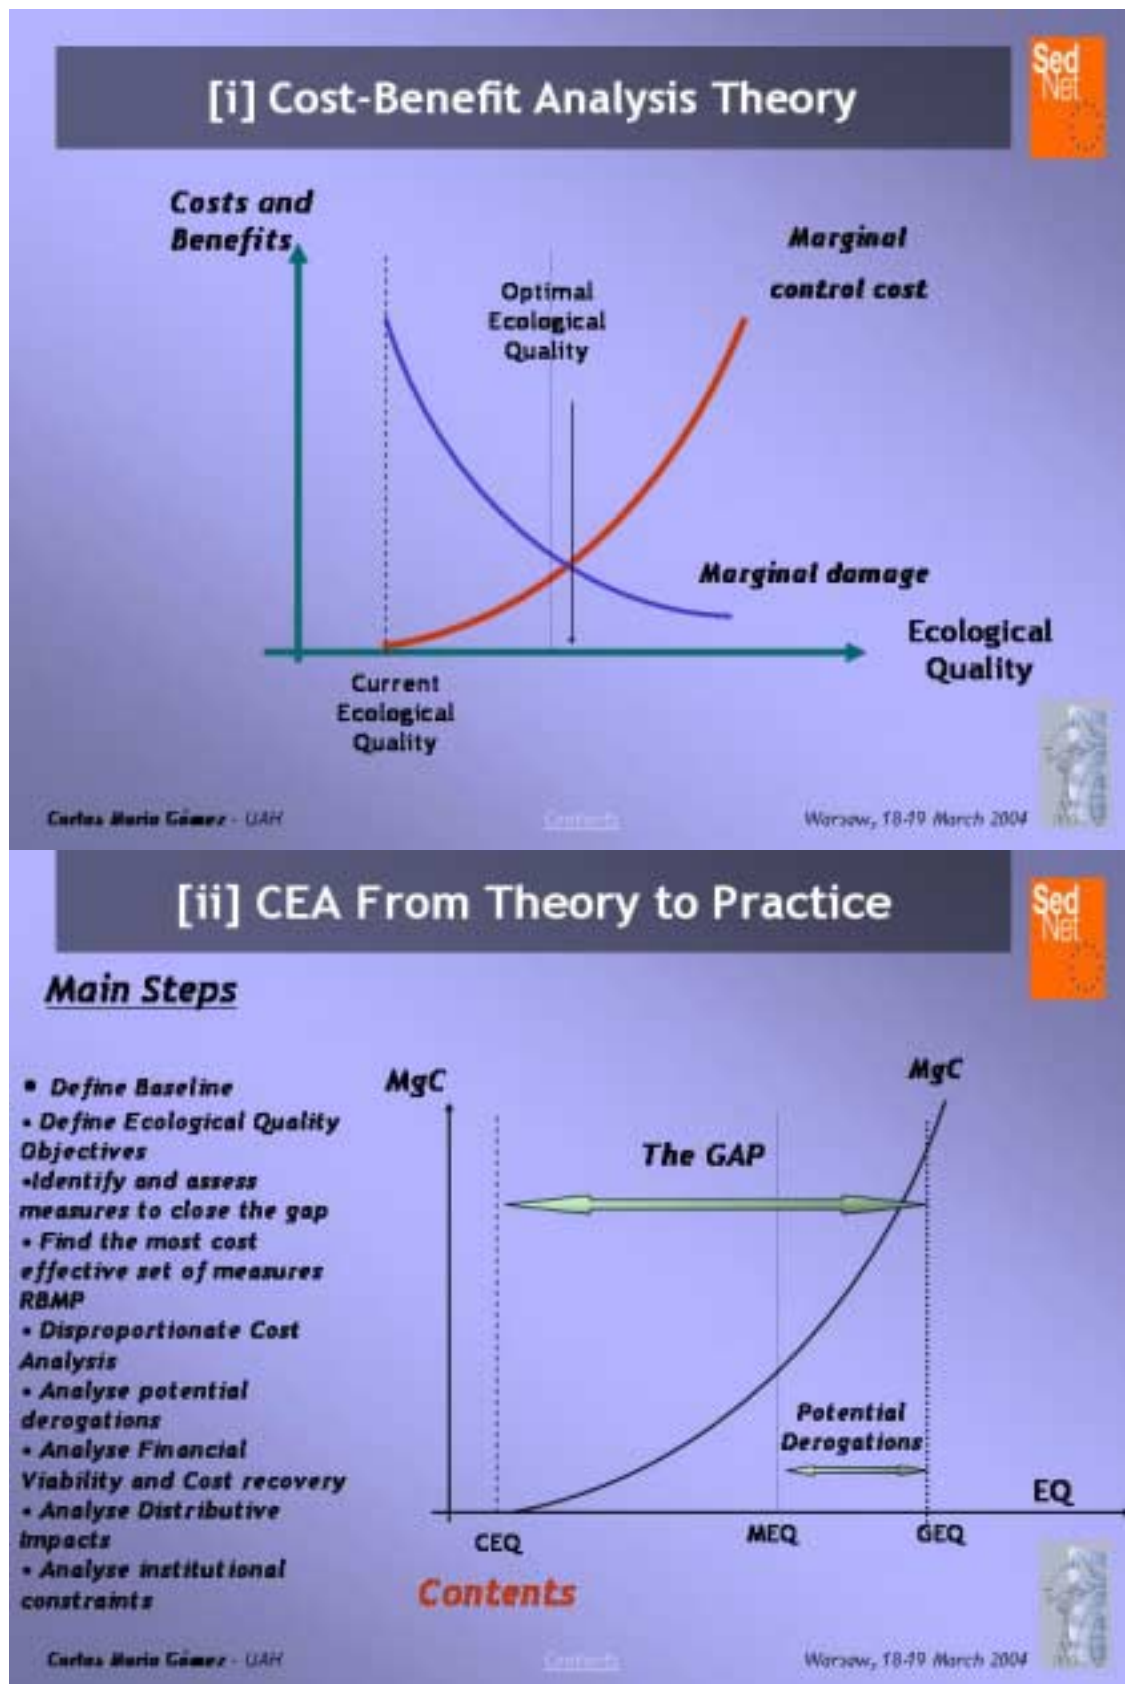 [i] Cost-Benefit Analysis Theory
Sed
Net
Costs and
Benefits
Marginal
control cost
Optimal
Ecological
Quality
Marginal damage
Ecological
Quality
Current
Ecological
Quality
Carlos Mario Gómez - UAH
Contents
Warsaw, 18-19 March 2004
[ii] CEA From Theory to Practice
Sed
Net
Main Steps
• Define Baseline
• Define Ecological Quality
Objectives
•Identify and assess
measures to close the gap
• Find the most cost
effective set of measures
RBMP
• Disproportionate Cost
Analysis
• Analyse potential
derogations
• Analyse Financial
Viability and Cost recovery
• Analyse Distributive
Impacts
• Analyse institutional
constraints
MgC
MgC
The GAP
Potential
Derogations
EQ
CEQ
MEQ
GEQ
Contents
Carlos Mario Gómez - UAH
Contents
Warsaw, 18-19 March 2004